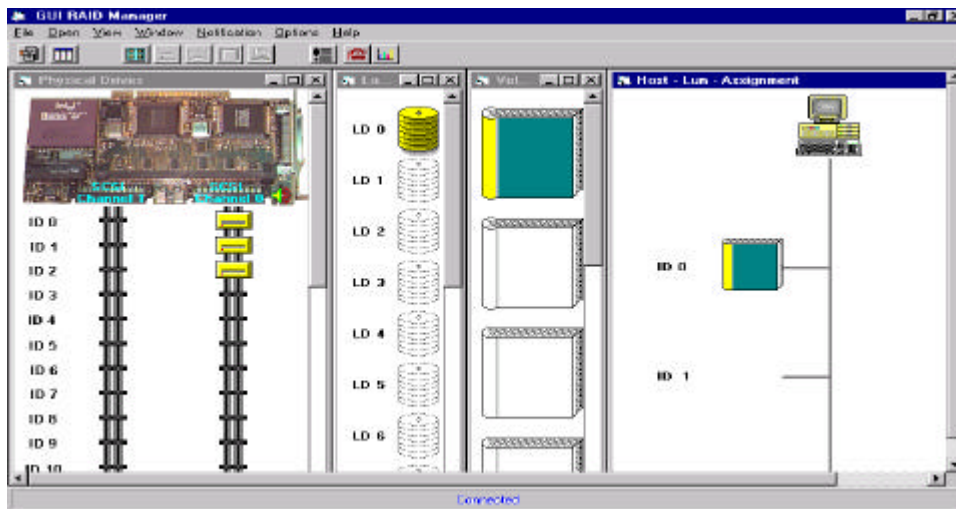 GUI RAID Manager
File Open View Window Notification Options Help
Physical Drives
SCSI Channel 1
SCSI Channel 0
ID 0
ID 1
ID 2
ID 3
ID 4
ID 5
ID 6
ID 7
ID 8
ID 9
ID 10
Lo...
LD 0
LD 1
LD 2
LD 3
LD 4
LD 5
LD 6
Vol...
Host - Lun - Assignment
ID 0
ID 1
Connected